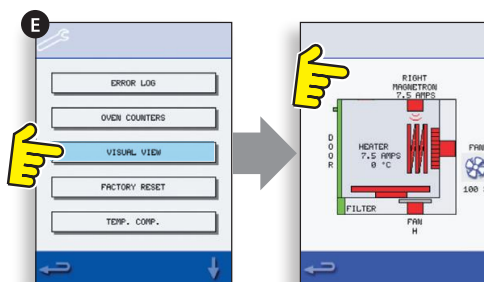 E
ERROR LOG
OVEN COUNTERS
VISUAL VIEW
FACTORY RESET
TEMP. COMP.
RIGHT
MAGNETRON
7.5 AMPS
DOOR
HEATER
7.5 AMPS
0 °C
FAN
100
FILTER
FAN
H